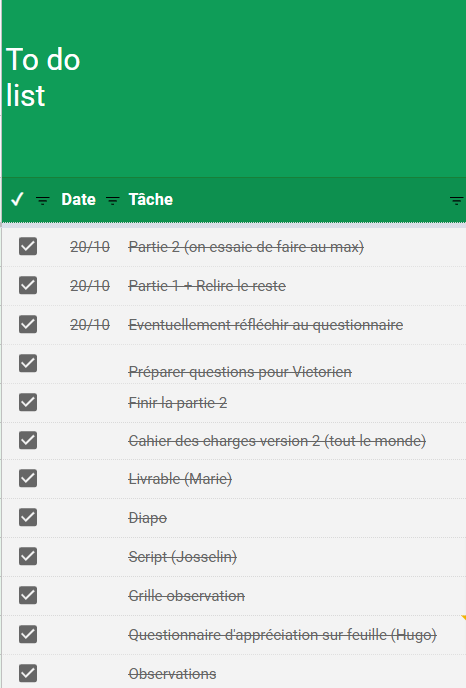 To do
list
✓ Date Tâche
20/10 Partie 2 (on essaie de faire au max)
20/10 Partie 1 + Relire le reste
20/10 Eventuellement réfléchir au questionnaire
Préparer questions pour Victorien
Finir la partie 2
Cahier des charges version 2 (tout le monde)
Livrable (Marie)
Diapo
Script (Josselin)
Grille observation
Questionnaire d'appréciation sur feuille (Hugo)
Observations